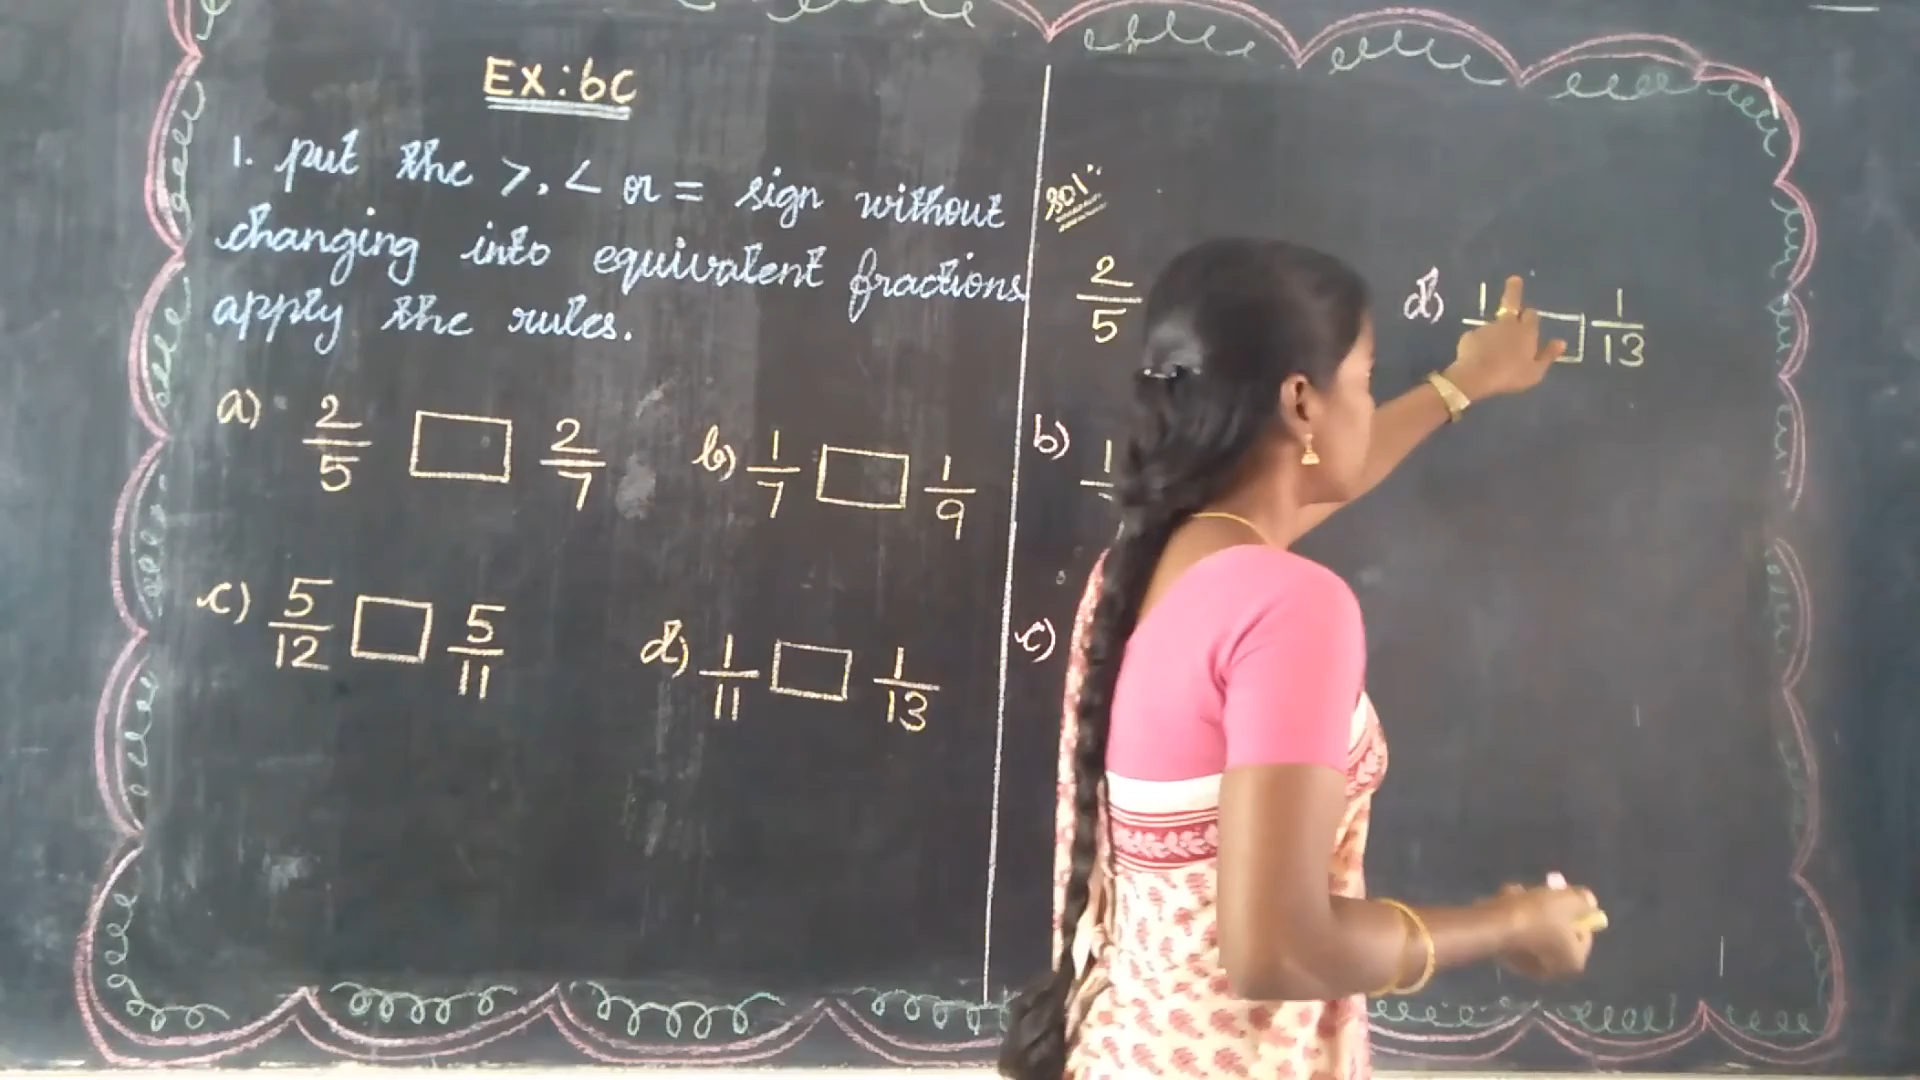 Ex:6C
1. put the >, < or = sign without
changing into equivalent fractions
apply the rules.
a) 2/5 □ 2/7 b) 1/7 □ 1/9
c) 5/12 □ 5/11 d) 1/11 □ 1/13
Sol:
2/5
b) 1
c)
d) 1 □ 1/13